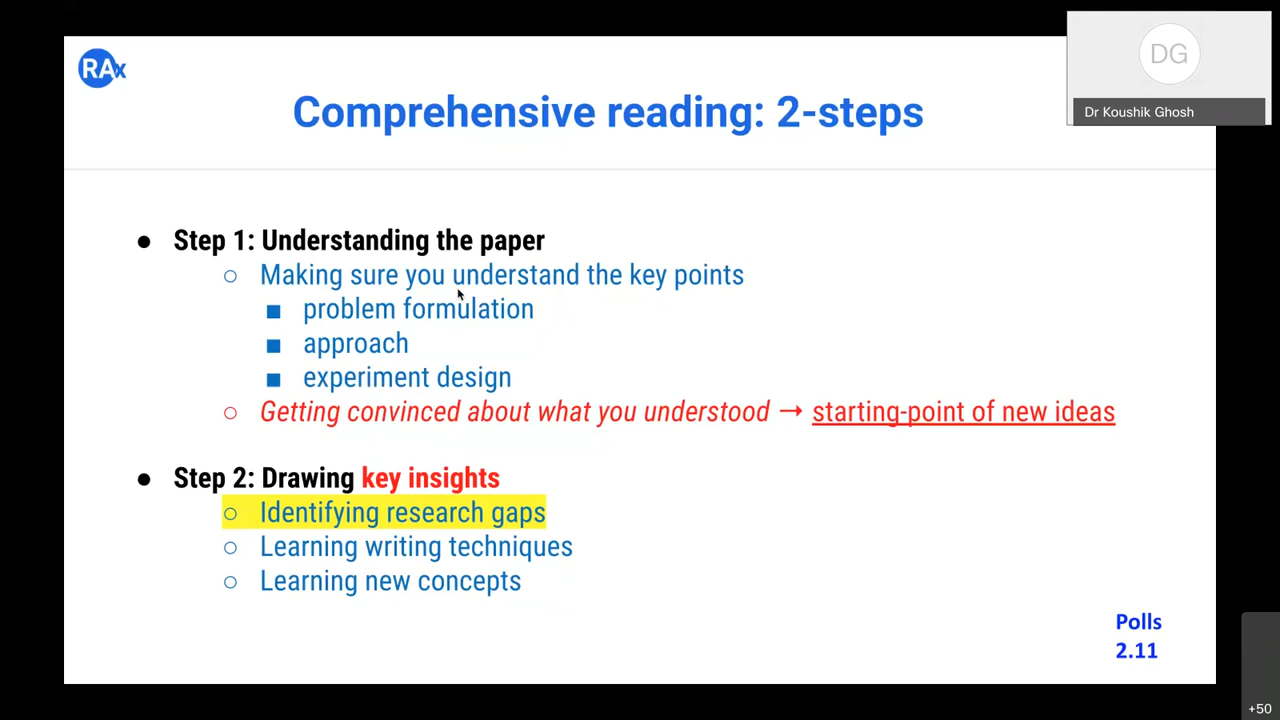 RAx
DG
Dr Koushik Ghosh
Comprehensive reading: 2-steps
● Step 1: Understanding the paper
○ Making sure you understand the key points
■ problem formulation
■ approach
■ experiment design
○ Getting convinced about what you understood → starting-point of new ideas
● Step 2: Drawing key insights
○ Identifying research gaps
○ Learning writing techniques
○ Learning new concepts
Polls
2.11
+50